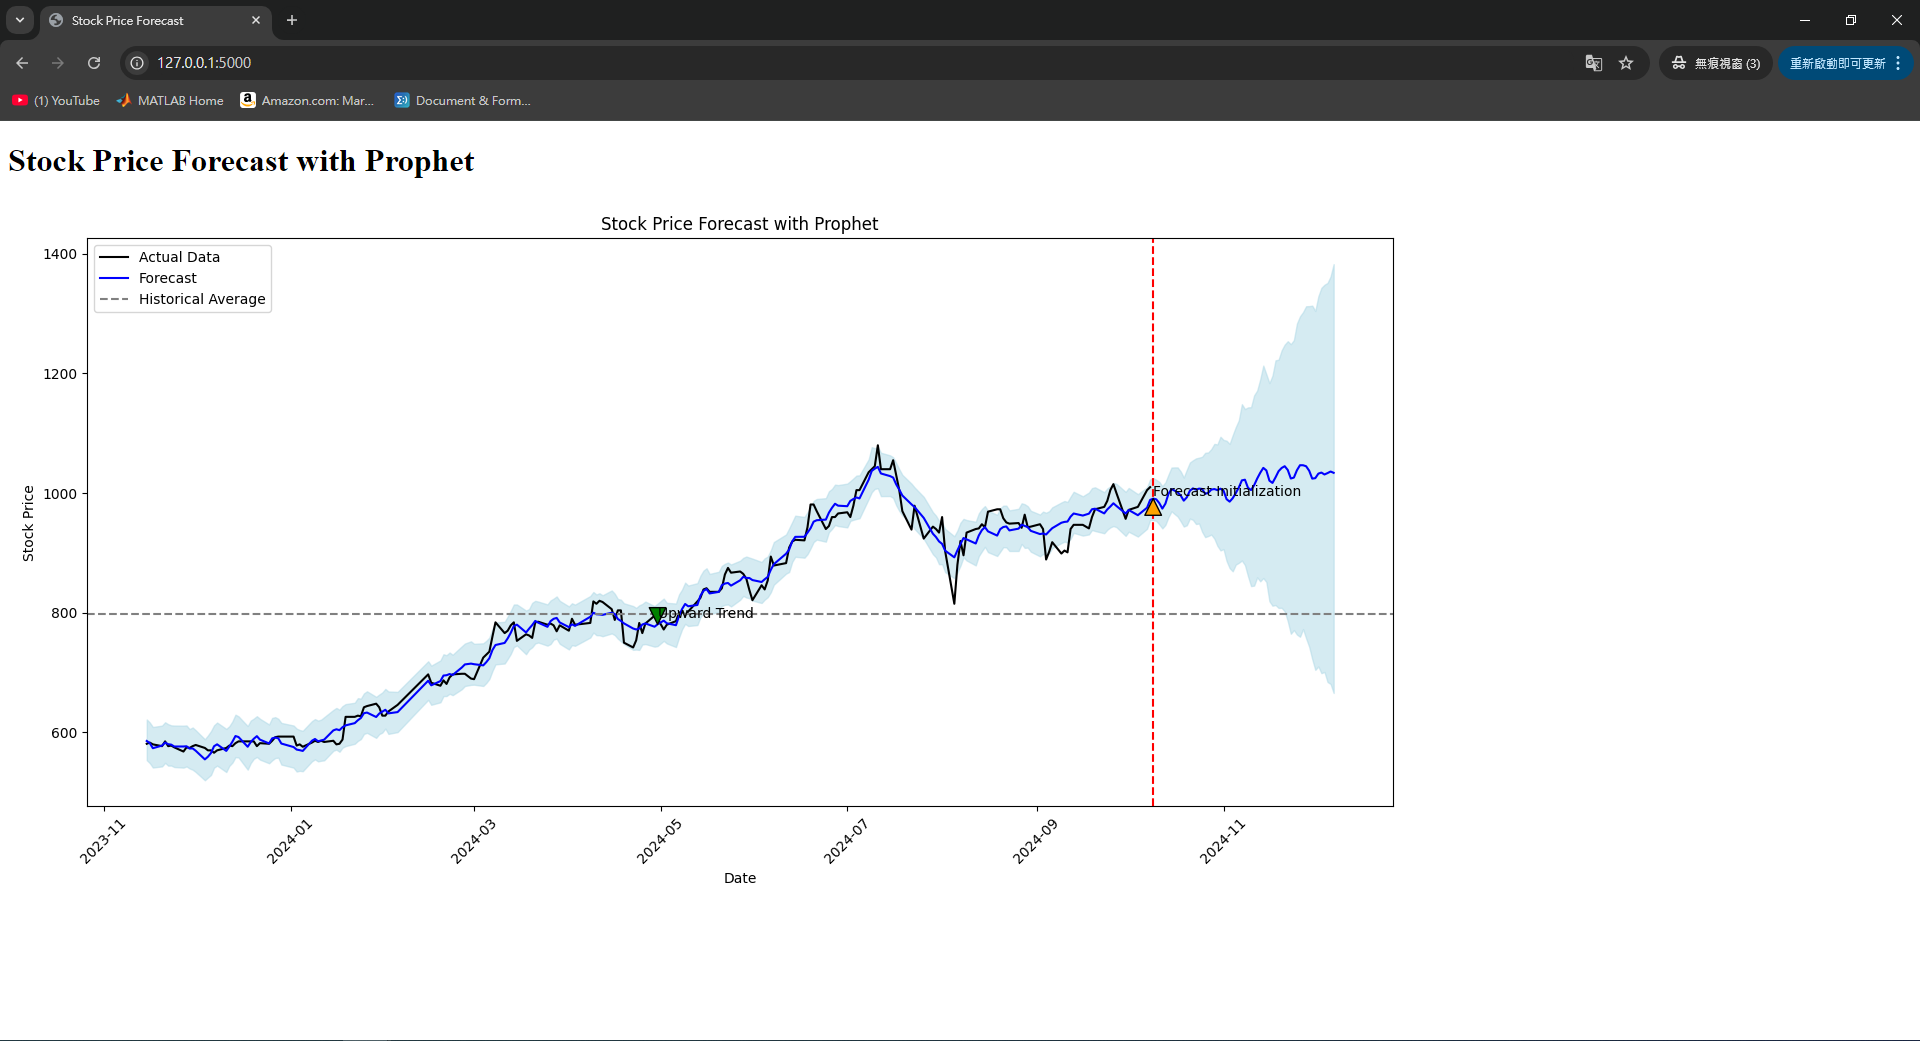 Stock Price Forecast
127.0.0.1:5000
無痕視窗 (3)
重新啟動即可更新
(1) YouTube
MATLAB Home
Amazon.com: Mar...
Document & Form...
Stock Price Forecast with Prophet
Stock Price Forecast with Prophet
Actual Data
Forecast
Historical Average
1400
1200
1000
800
600
Stock Price
Forecast Initialization
Upward Trend
2023-11
2024-01
2024-03
2024-05
2024-07
2024-09
2024-11
Date